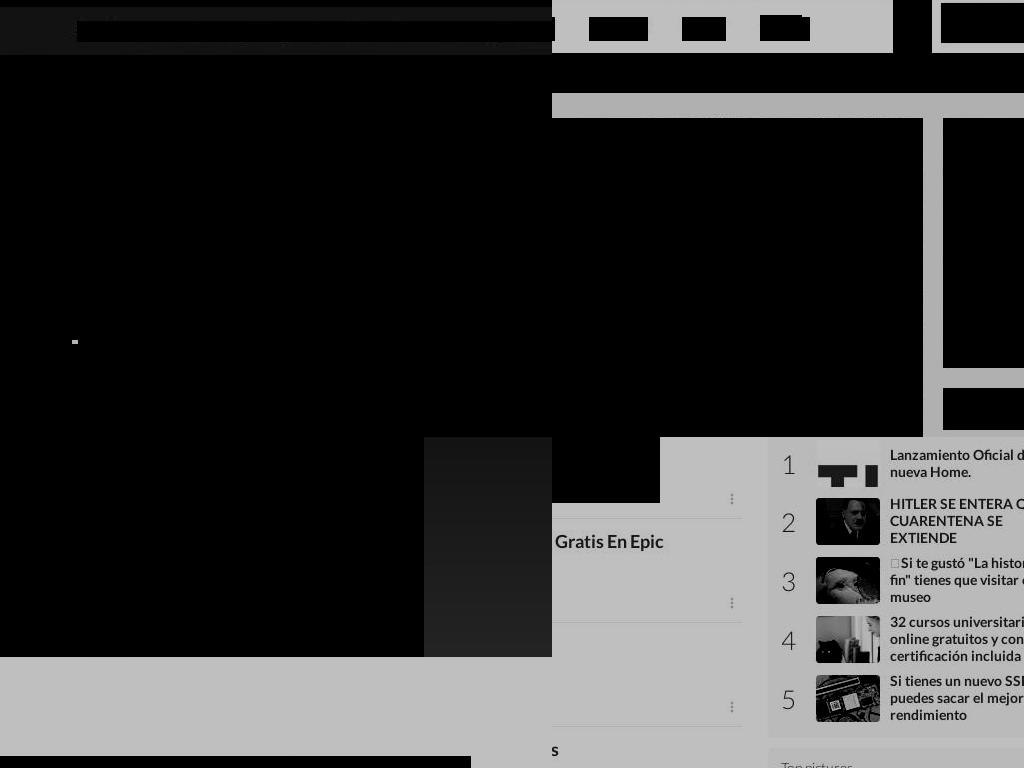 Gratis En Epic
s
1
Lanzamiento Oficial d
nueva Home.
2
HITLER SE ENTERA Q
CUARENTENA SE
EXTIENDE
3
Si te gustó "La histor
fin" tienes que visitar
museo
4
32 cursos universitari
online gratuitos y con
certificación incluida
5
Si tienes un nuevo SSD
puedes sacar el mejor
rendimiento
Top pictures